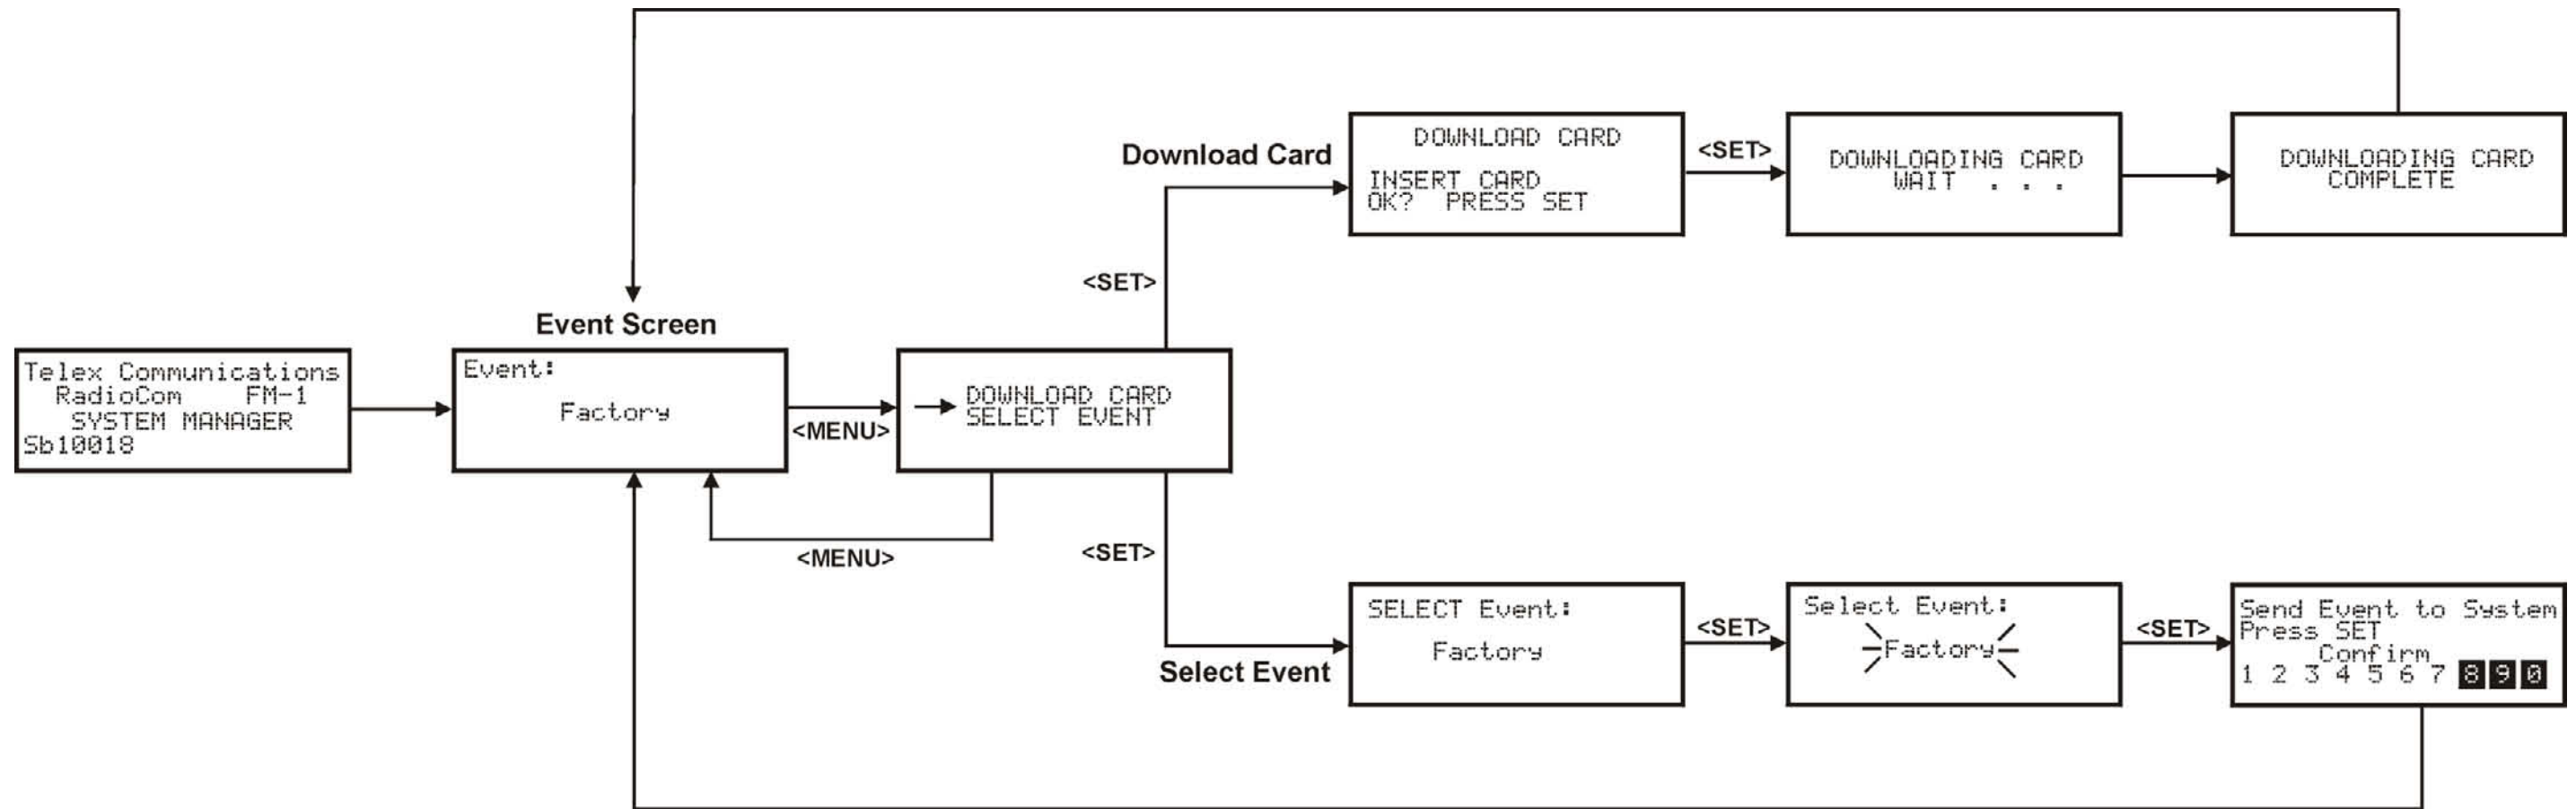 DOWNLOAD CARD
INSERT CARD
OK? PRESS SET
Download Card
<SET>
DOWNLOADING CARD
WAIT . . .
DOWNLOADING CARD
COMPLETE
<SET>
Event Screen
Telex Communications
RadioCom FM-1
SYSTEM MANAGER
Sb10018
Event:
Factory
<MENU>
DOWNLOAD CARD
SELECT EVENT
<MENU>
<SET>
Select Event
SELECT Event:
Factory
<SET>
Select Event:
Factory
<SET>
Send Event to System
Press SET
Confirm
1 2 3 4 5 6 7 8 9 0